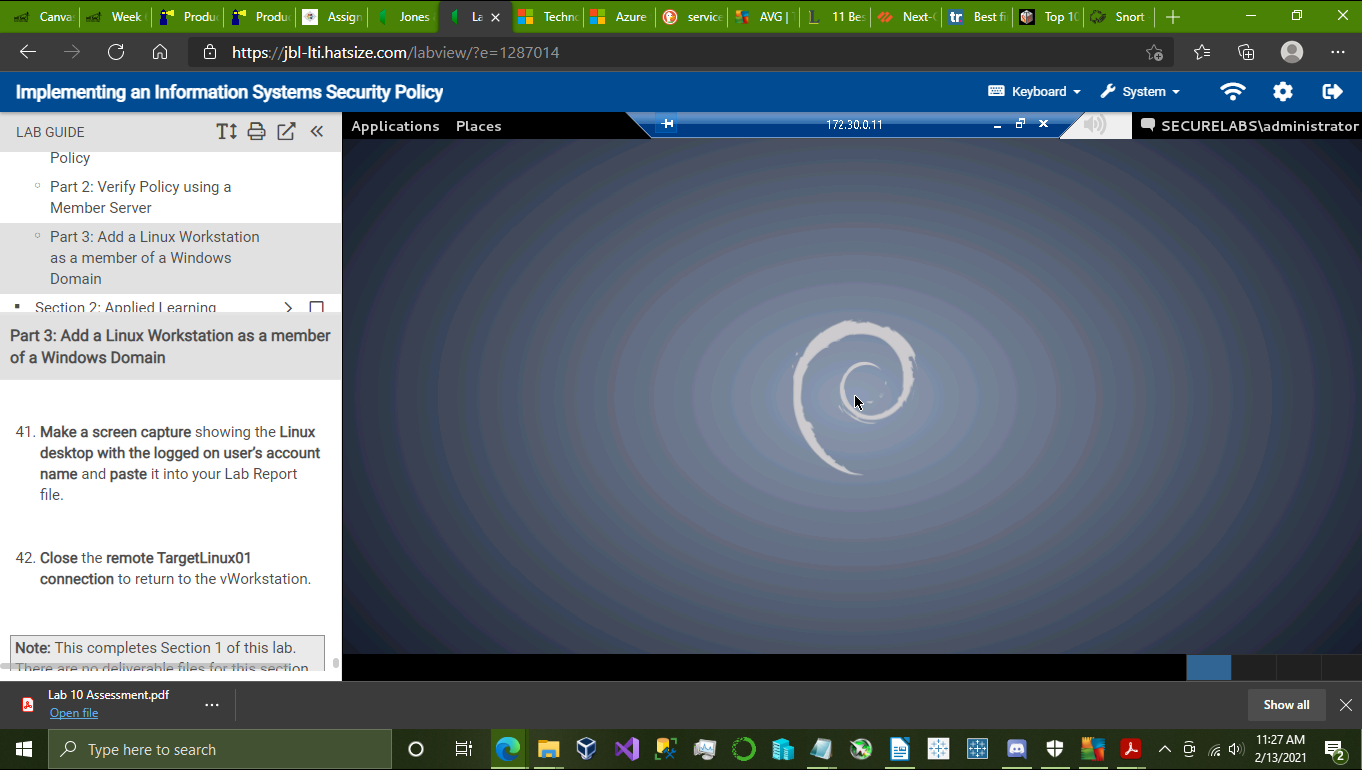 Canva
Week
Produ
Produ
Assign
Jones
La
Techn
Azure
service
AVG | T
11 Bes
Next-G
Best fi
Top 10
Snort
https://jbl-lti.hatsize.com/labview/?e=1287014
Implementing an Information Systems Security Policy
Keyboard
System
LAB GUIDE
Applications Places
172.30.0.11
SECURELABS\administrator
Policy
Part 2: Verify Policy using a
Member Server
Part 3: Add a Linux Workstation
as a member of a Windows
Domain
Section 2: Applied Learning
Part 3: Add a Linux Workstation as a member
of a Windows Domain
41. Make a screen capture showing the Linux
desktop with the logged on user's account
name and paste it into your Lab Report
file.
42. Close the remote TargetLinux01
connection to return to the vWorkstation.
Note: This completes Section 1 of this lab.
There are no deliverable files for this section
Lab 10 Assessment.pdf
Open file
Show all
Type here to search
11:27 AM
2/13/2021
2